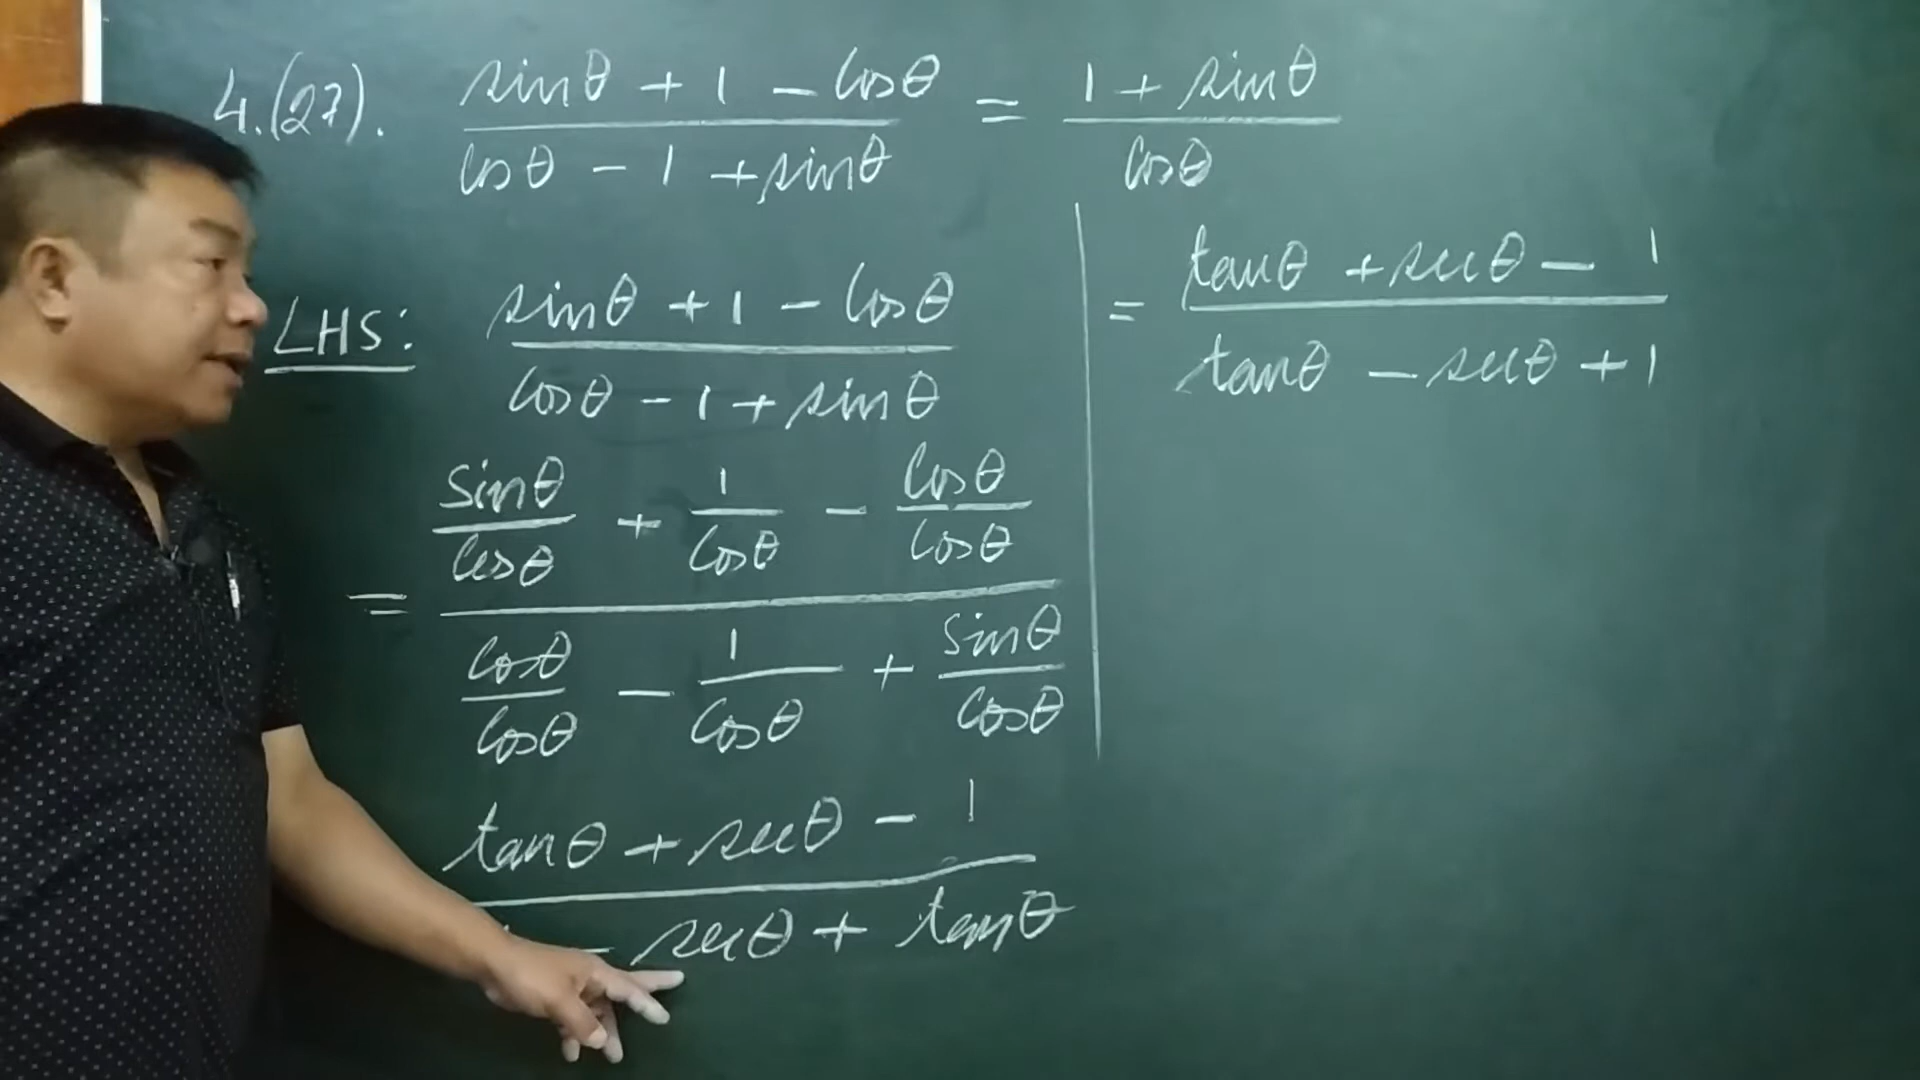 4.(27). (sinθ + 1 - cosθ)/(cosθ - 1 + sinθ) = (1 + sinθ)/cosθ
LHS: (sinθ + 1 - cosθ)/(cosθ - 1 + sinθ)
= (sinθ/cosθ + 1/cosθ - cosθ/cosθ)/(cosθ/cosθ - 1/cosθ + sinθ/cosθ)
tanθ + secθ - 1
- secθ + tanθ
= (tanθ + secθ - 1)/(tanθ - secθ + 1)